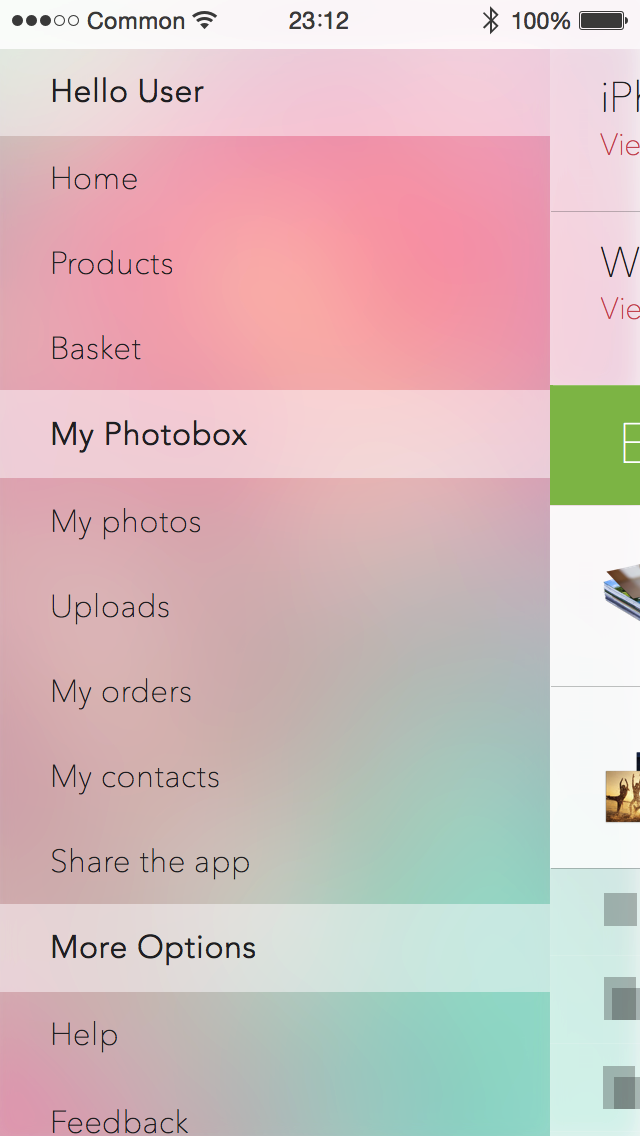 Common 23:12 100%
Hello User
Home
Products
Basket
My Photobox
My photos
Uploads
My orders
My contacts
Share the app
More Options
Help
Feedback